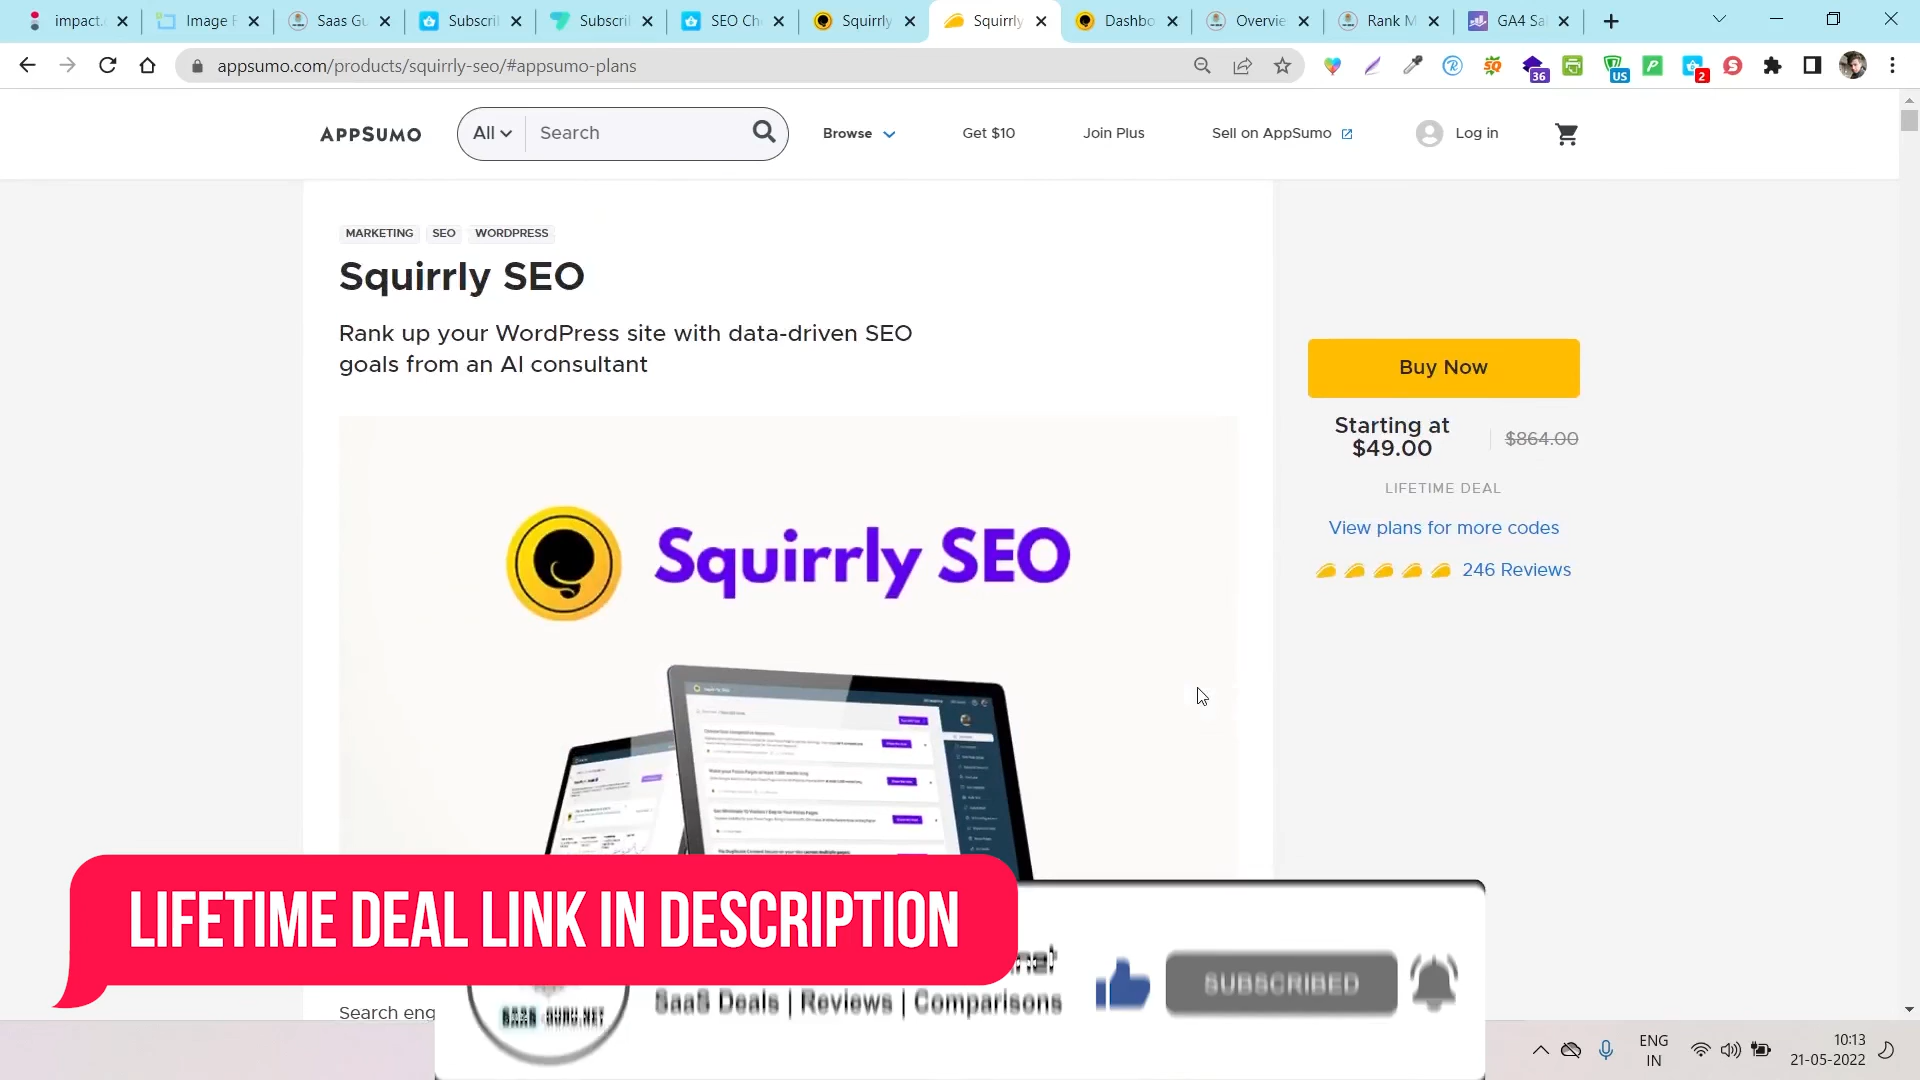 impact.
Image F
Saas Gu
Subscri
Subscri
SEO Ch
Squirrly
Squirrly
Dashbo
Overvie
Rank M
GA4 Sa
appsumo.com/products/squirrly-seo/#appsumo-plans
36
US
2
APPSUMO
All
Search
Browse
Get $10
Join Plus
Sell on AppSumo
Log in
MARKETING
SEO
WORDPRESS
Squirrly SEO
Rank up your WordPress site with data-driven SEO
goals from an AI consultant
Buy Now
Starting at
$49.00
$864.00
LIFETIME DEAL
View plans for more codes
246 Reviews
Squirrly SEO
LIFETIME DEAL LINK IN DESCRIPTION
SaaS Deals | Reviews | Comparisons
SUBSCRIBED
Search eng
ENG
IN
10:13
21-05-2022